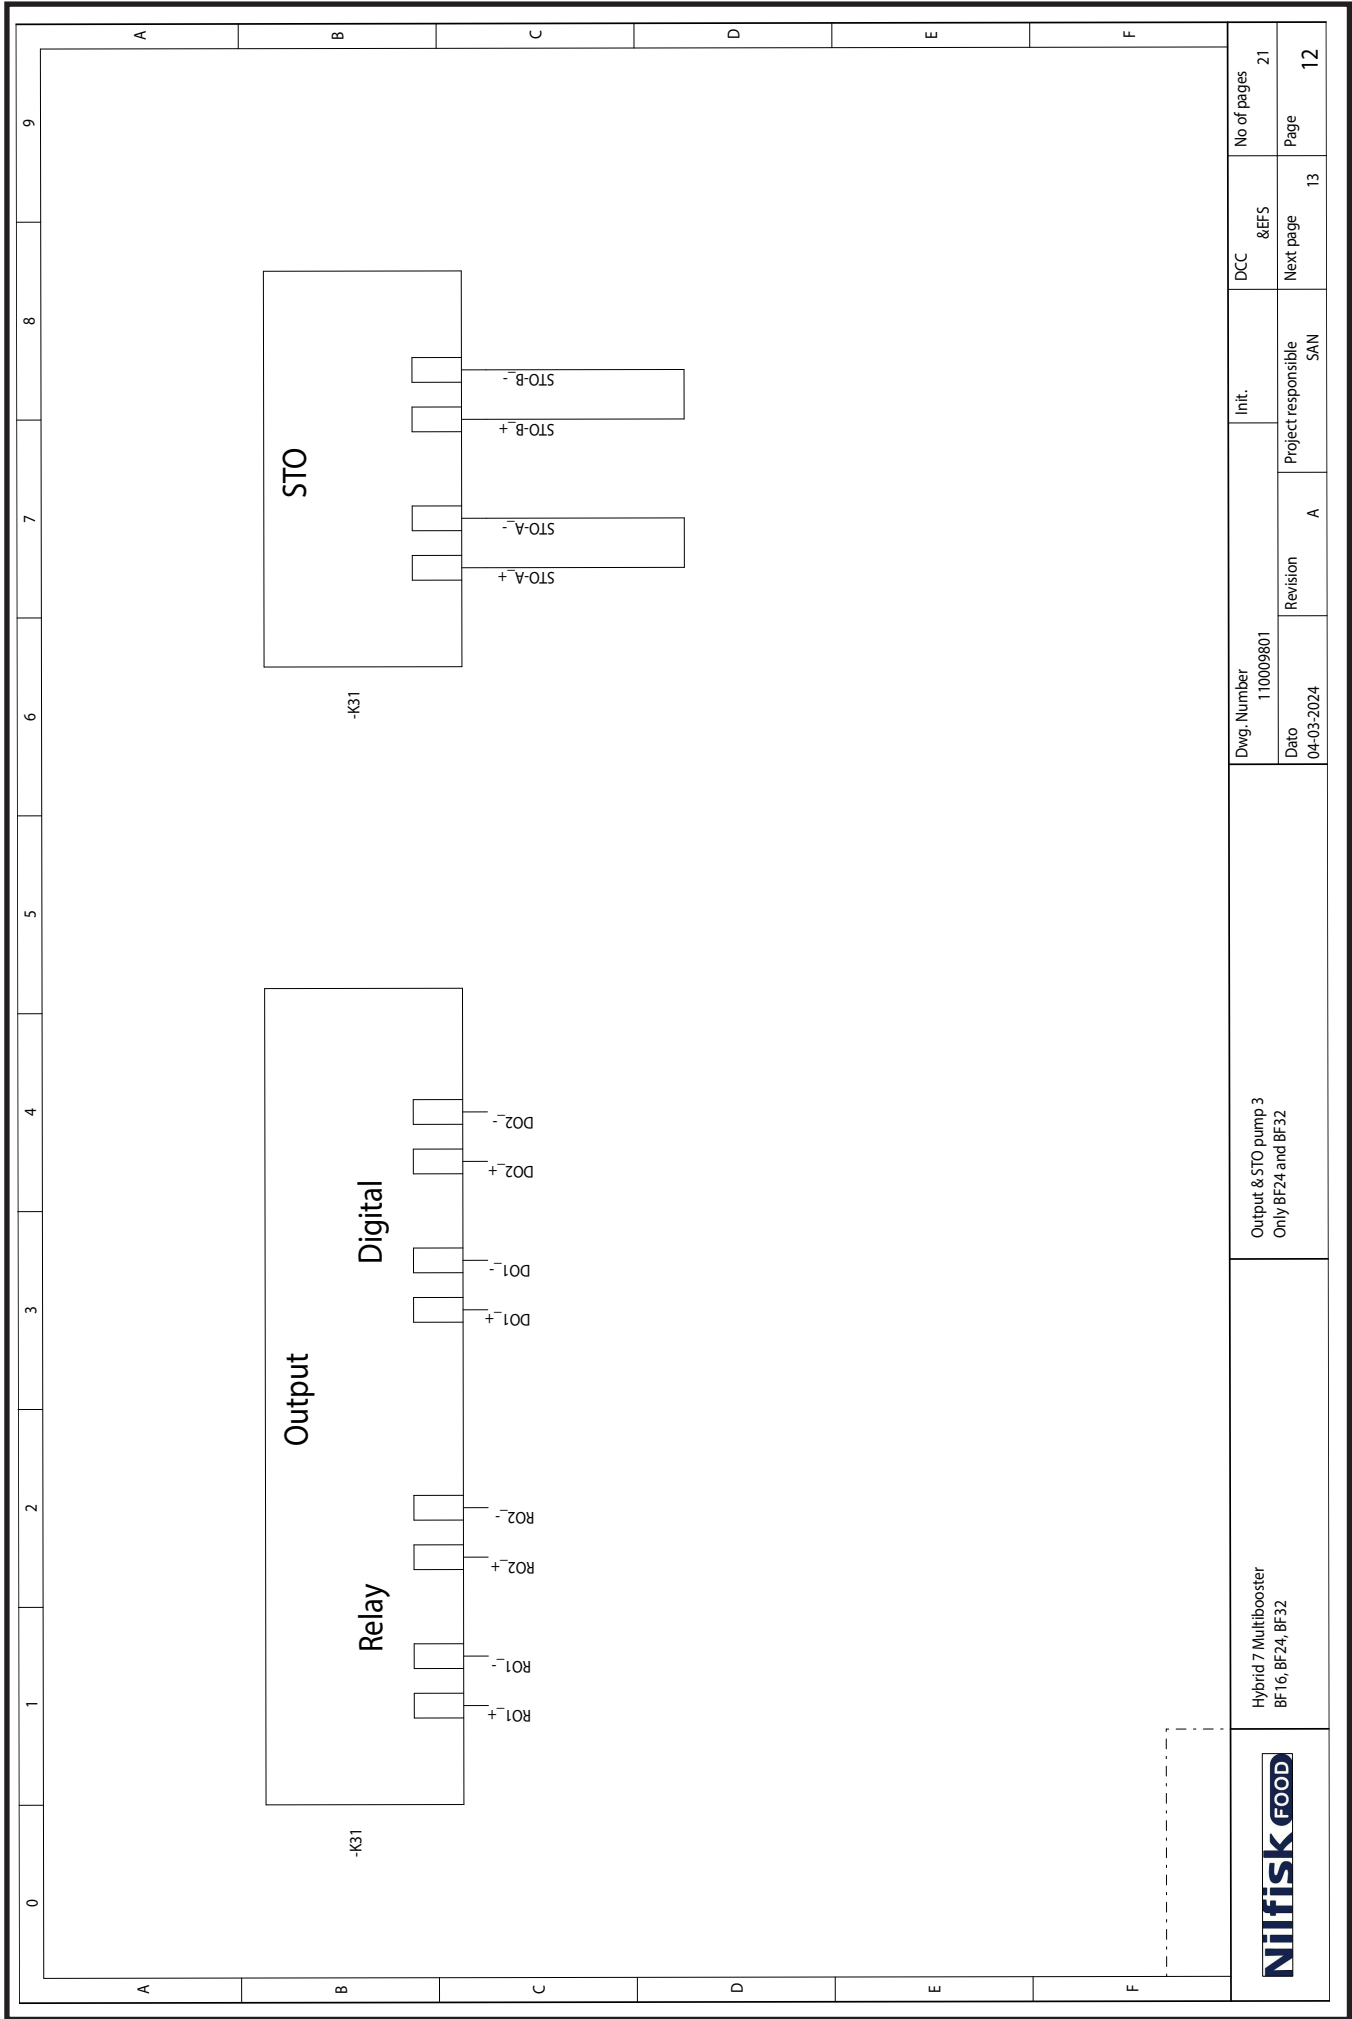 0 1 2 3 4 5 6 7 8 9
A
B
C
D
E
F
A
B
C
D
E
F
-K31
Output
Relay
Digital
RO1_+
RO1_-
RO2_+
RO2_-
DO1_+
DO1_-
DO2_+
DO2_-
-K31
STO
STO-A_+
STO-A_-
STO-B_+
STO-B_-
Nilfisk FOOD
Hybrid 7 Multibooster
BF16, BF24, BF32
Output & STO pump 3
Only BF24 and BF32
Dwg. Number
110009801
Init.
DCC
&EFS
No of pages
21
Dato
04-03-2024
Revision
A
Project responsible
SAN
Next page
13
Page
12